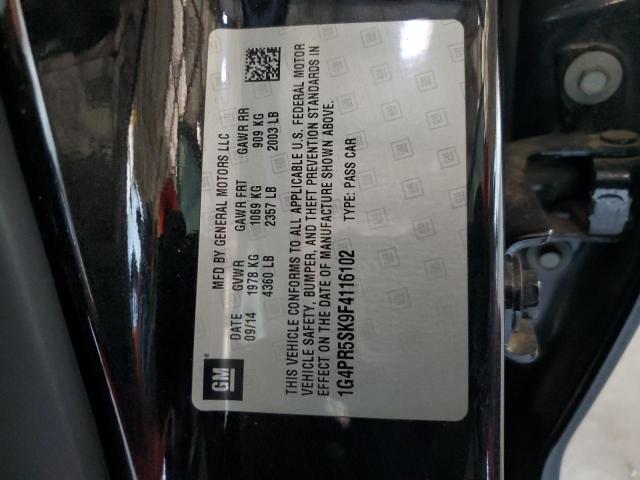 GM
MFD BY GENERAL MOTORS LLC
DATE GVWR GAWR FRT GAWR RR
09/14 1978 KG 1069 KG 909 KG
4360 LB 2357 LB 2003 LB
THIS VEHICLE CONFORMS TO ALL APPLICABLE U.S. FEDERAL MOTOR
VEHICLE SAFETY, BUMPER, AND THEFT PREVENTION STANDARDS IN
EFFECT ON THE DATE OF MANUFACTURE SHOWN ABOVE.
TYPE: PASS CAR
1G4PR5SK9F4116102